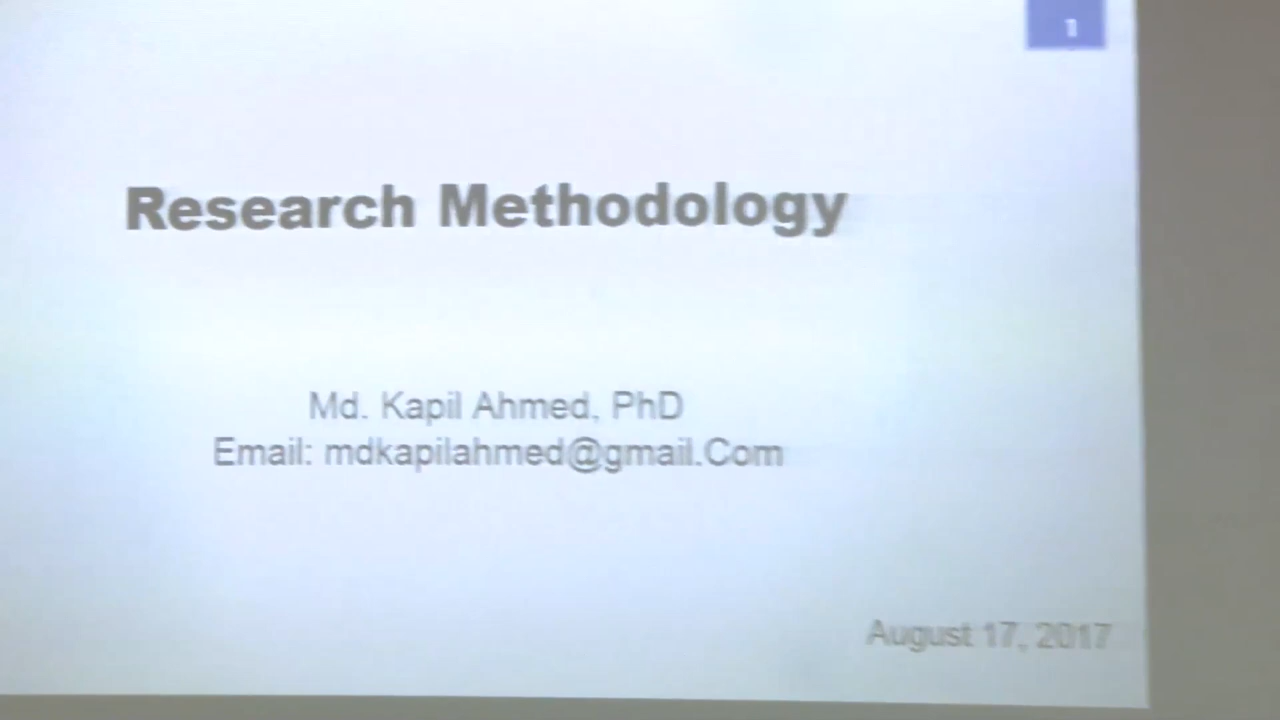 1
Research Methodology
Md. Kapil Ahmed, PhD
Email: mdkapilahmed@gmail.Com
August 17, 2017